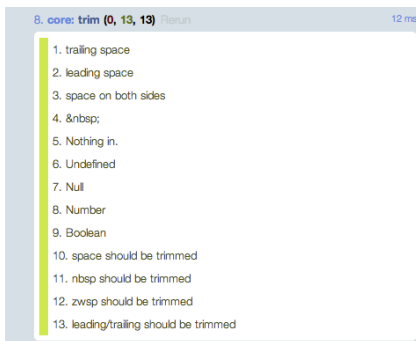 8. core: trim (0, 13, 13) Rerun 12 ms
1. trailing space
2. leading space
3. space on both sides
4. &nbsp;
5. Nothing in.
6. Undefined
7. Null
8. Number
9. Boolean
10. space should be trimmed
11. nbsp should be trimmed
12. zwsp should be trimmed
13. leading/trailing should be trimmed